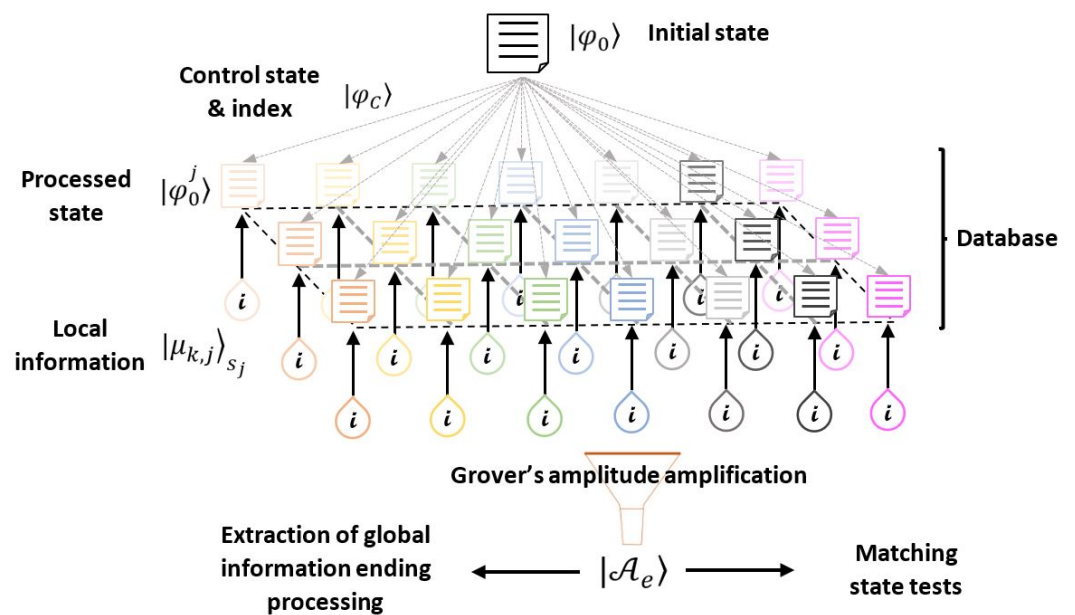 |φ₀⟩ Initial state
Control state
& index
|φ_C⟩
Processed
state
|φ₀ʲ⟩
Database
i i i i i
Local
information
|μ_{k,j}⟩_{s_j}
i i i i i i i
i i i i i i i
Grover's amplitude amplification
Extraction of global
information ending
processing
|𝒜_e⟩
Matching
state tests